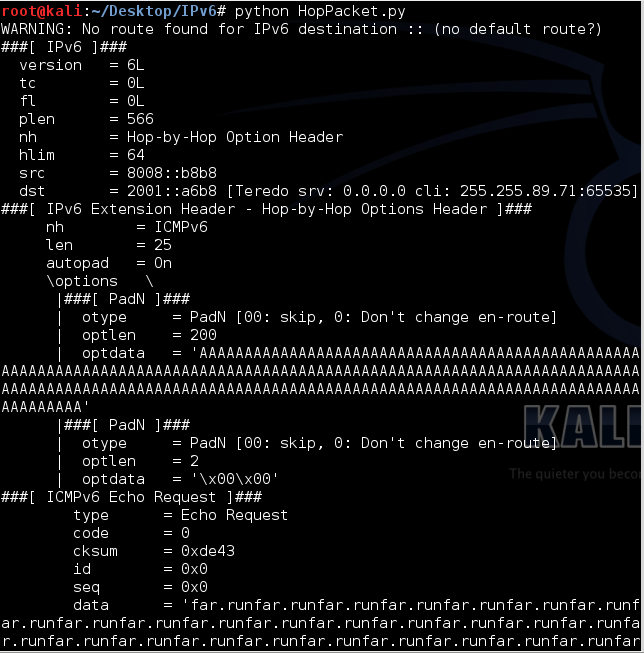 root@kali:~/Desktop/IPv6# python HopPacket.py
WARNING: No route found for IPv6 destination :: (no default route?)
###[ IPv6 ]###
  version   = 6L
  tc        = 0L
  fl        = 0L
  plen      = 566
  nh        = Hop-by-Hop Option Header
  hlim      = 64
  src       = 8008::b8b8
  dst       = 2001::a6b8 [Teredo srv: 0.0.0.0 cli: 255.255.89.71:65535]
###[ IPv6 Extension Header - Hop-by-Hop Options Header ]###
     nh        = ICMPv6
     len       = 25
     autopad   = On
     \options   \
      |###[ PadN ]###
      |  otype     = PadN [00: skip, 0: Don't change en-route]
      |  optlen    = 200
      |  optdata   = 'AAAAAAAAAAAAAAAAAAAAAAAAAAAAAAAAAAAAAAAAAAAAAAAAA
AAAAAAAAAAAAAAAAAAAAAAAAAAAAAAAAAAAAAAAAAAAAAAAAAAAAAAAAAAAAAAAAAAAAAAA
AAAAAAAAAAAAAAAAAAAAAAAAAAAAAAAAAAAAAAAAAAAAAAAAAAAAAAAAAAAAAAAAAAAAAAA
AAAAAAAAA'
      |###[ PadN ]###
      |  otype     = PadN [00: skip, 0: Don't change en-route]
      |  optlen    = 2
      |  optdata   = '\x00\x00'
###[ ICMPv6 Echo Request ]###
        type      = Echo Request
        code      = 0
        cksum     = 0xde43
        id        = 0x0
        seq       = 0x0
        data      = 'far.runfar.runfar.runfar.runfar.runfar.runfar.runf
ar.runfar.runfar.runfar.runfar.runfar.runfar.runfar.runfar.runfar.runfa
r.runfar.runfar.runfar.runfar.runfar.runfar.runfar.runfar.runfar.runfar
KAL
The quieter you becor